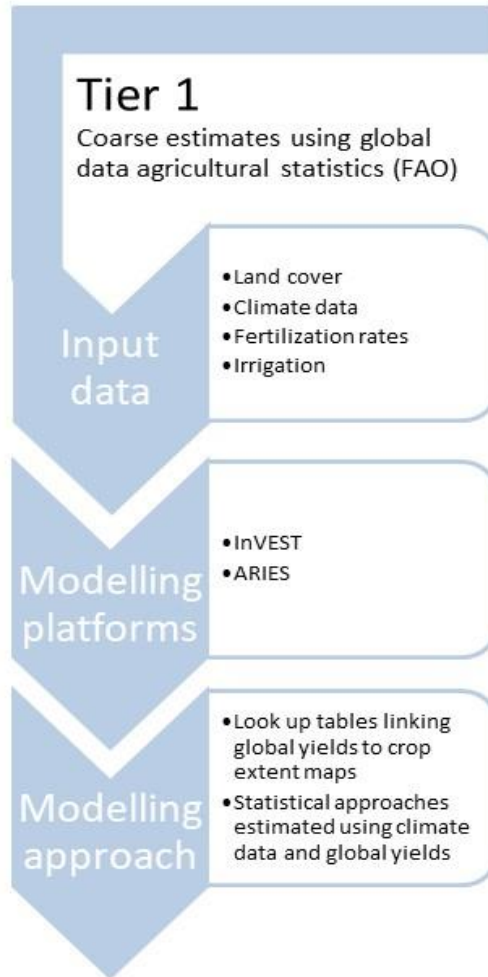 Tier 1
Coarse estimates using global
data agricultural statistics (FAO)
Input
data
•Land cover
•Climate data
•Fertilization rates
•Irrigation
Modelling
platforms
•InVEST
•ARIES
Modelling
approach
•Look up tables linking
global yields to crop
extent maps
•Statistical approaches
estimated using climate
data and global yields